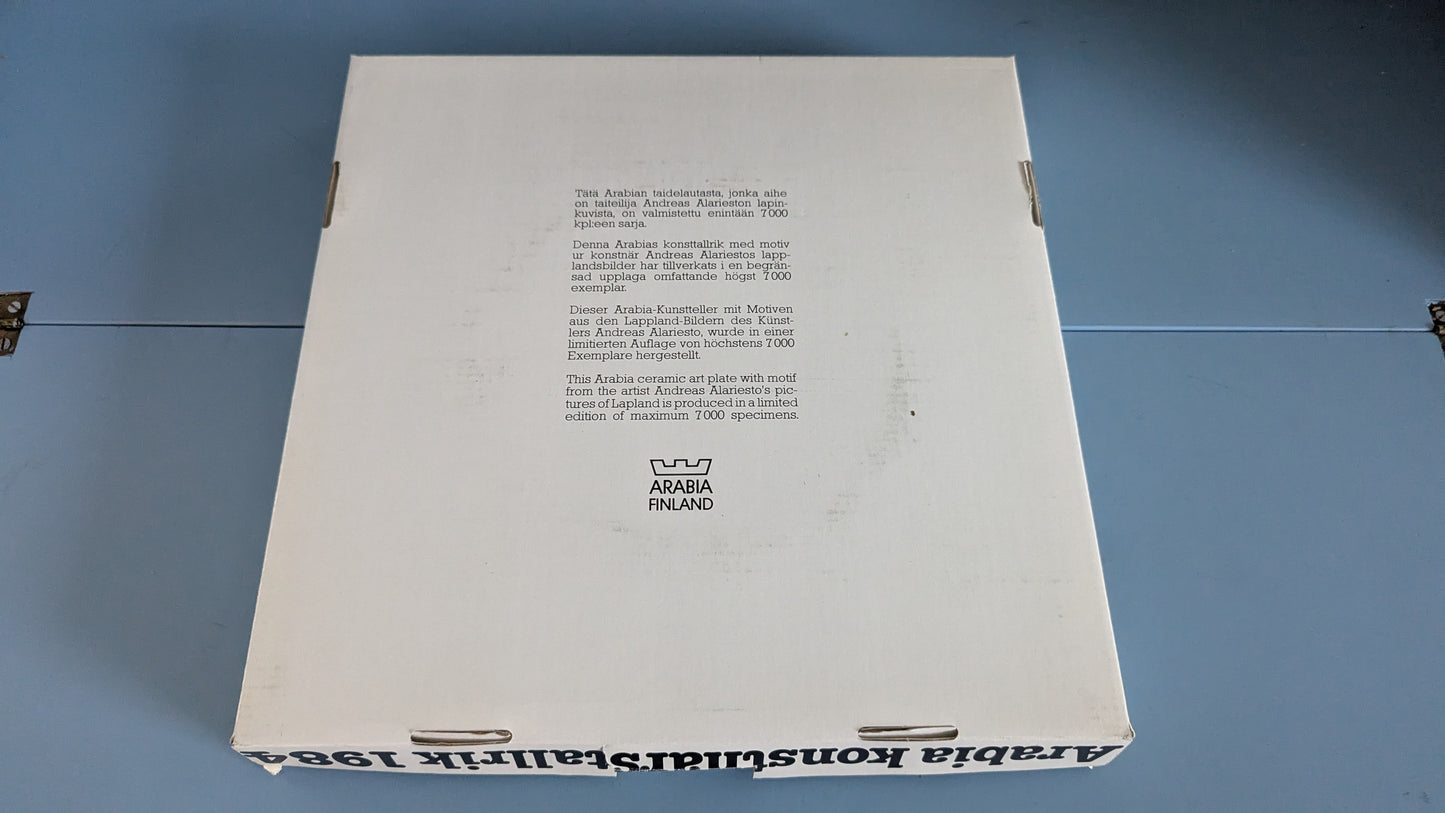 Tätä Arabian taidelautasta, jonka aihe
on taiteilija Andreas Alarieston lapin-
kuvista, on valmistettu enintään 7000
kpl:een sarja.
Denna Arabias konsttallrik med motiv
ur konstnär Andreas Alariestos lapp-
landsbilder har tillverkats i en begrän-
sad upplaga omfattande högst 7000
exemplar.
Dieser Arabia-Kunstteller mit Motiven
aus den Lappland-Bildern des Künst-
lers Andreas Alariesto, wurde in einer
limitierten Auflage von höchstens 7000
Exemplare hergestellt.
This Arabia ceramic art plate with motif
from the artist Andreas Alariesto's pic-
tures of Lapland is produced in a limited
edition of maximum 7000 specimens.
ARABIA
FINLAND
Arabia konstnärstallrik 1984